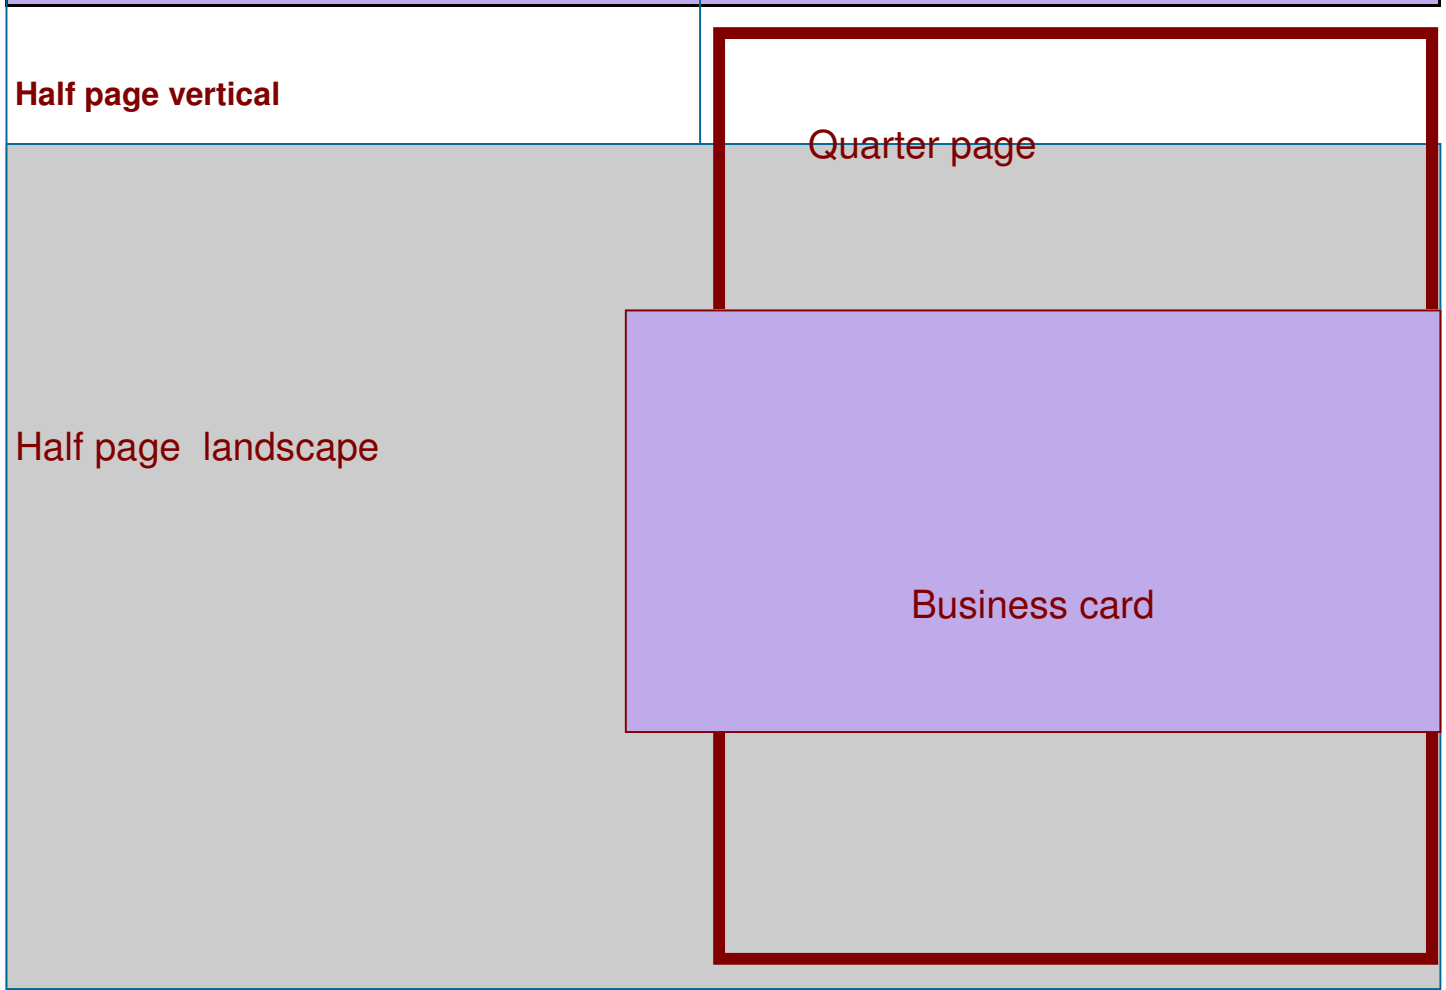 Half page vertical
Quarter page
Half page  landscape
Business card